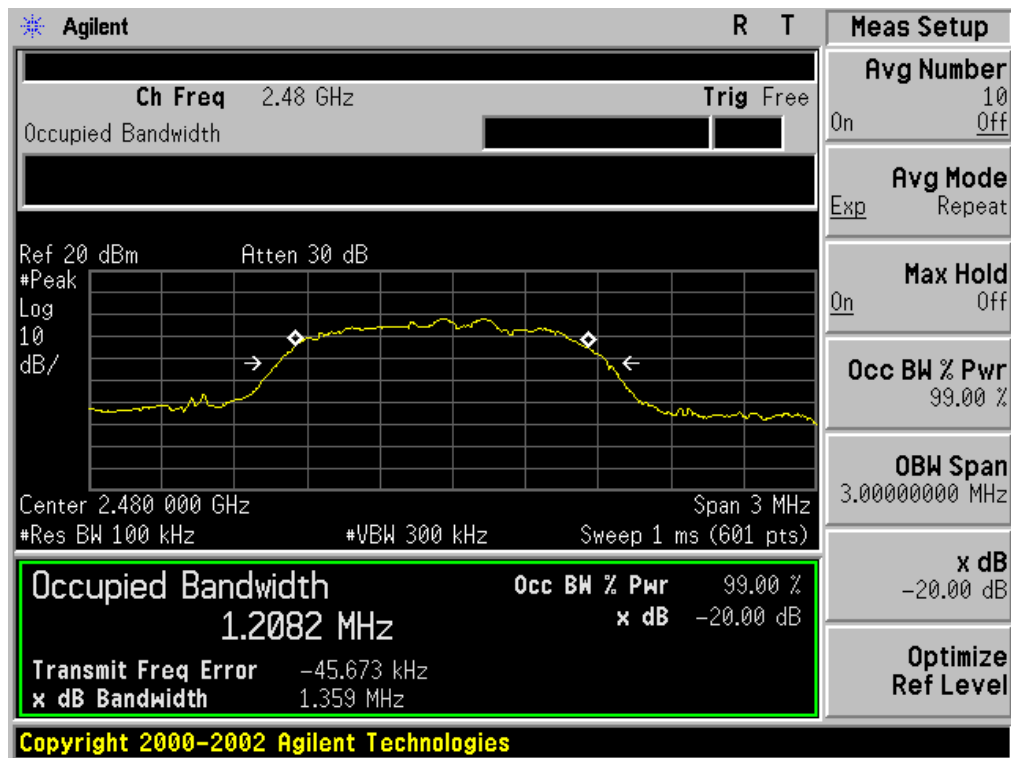 Agilent R T
Ch Freq 2.48 GHz Trig Free
Occupied Bandwidth
Ref 20 dBm Atten 30 dB
#Peak
Log
10
dB/
Center 2.480 000 GHz Span 3 MHz
#Res BW 100 kHz #VBW 300 kHz Sweep 1 ms (601 pts)
Occupied Bandwidth Occ BW % Pwr 99.00 %
1.2082 MHz x dB -20.00 dB
Transmit Freq Error -45.673 kHz
x dB Bandwidth 1.359 MHz
Copyright 2000-2002 Agilent Technologies
Meas Setup
Avg Number
10
On Off
Avg Mode
Exp Repeat
Max Hold
On Off
Occ BW % Pwr
99.00 %
OBW Span
3.00000000 MHz
x dB
-20.00 dB
Optimize
Ref Level